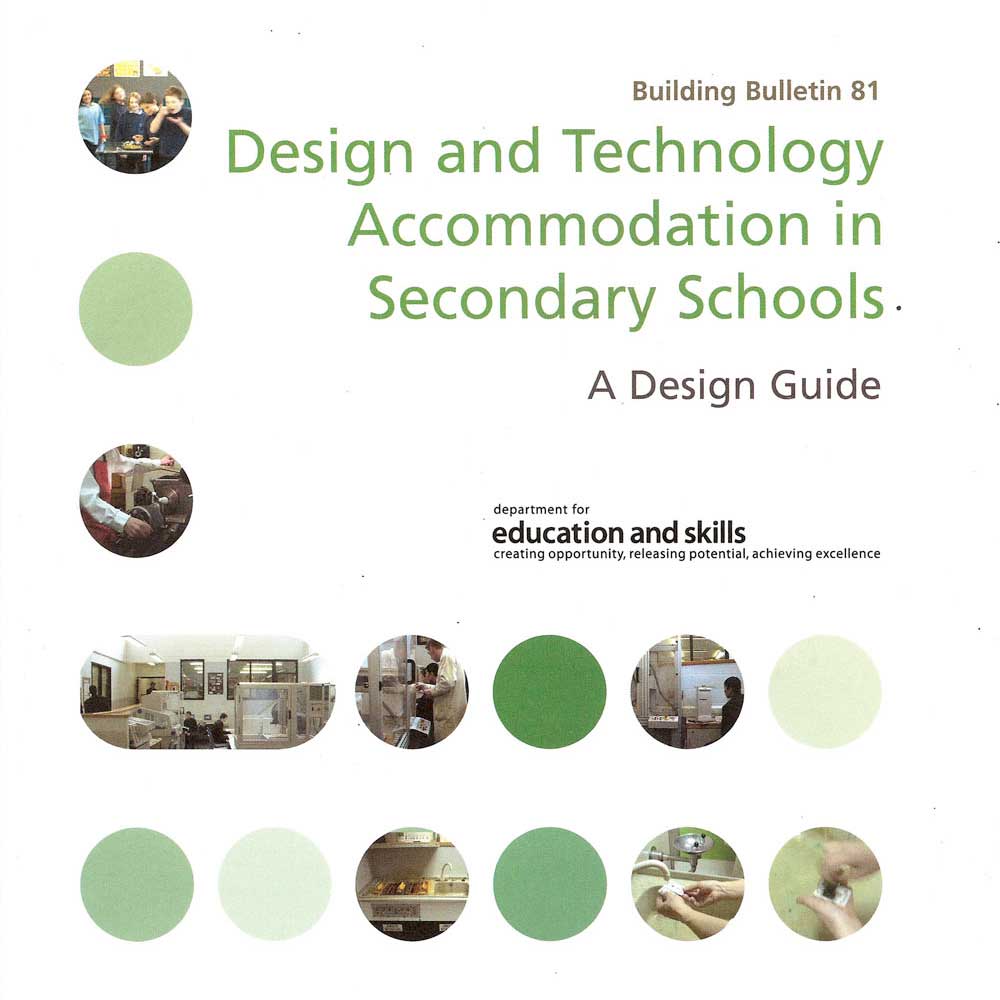 Building Bulletin 81
Design and Technology
Accommodation in
Secondary Schools
A Design Guide
department for
education and skills
creating opportunity, releasing potential, achieving excellence